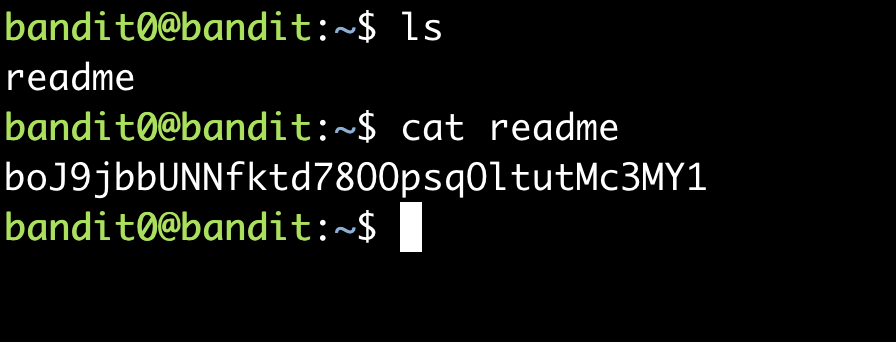 bandit0@bandit:~$ ls
readme
bandit0@bandit:~$ cat readme
boJ9jbbUNNfktd78OOpsqOltutMc3MY1
bandit0@bandit:~$